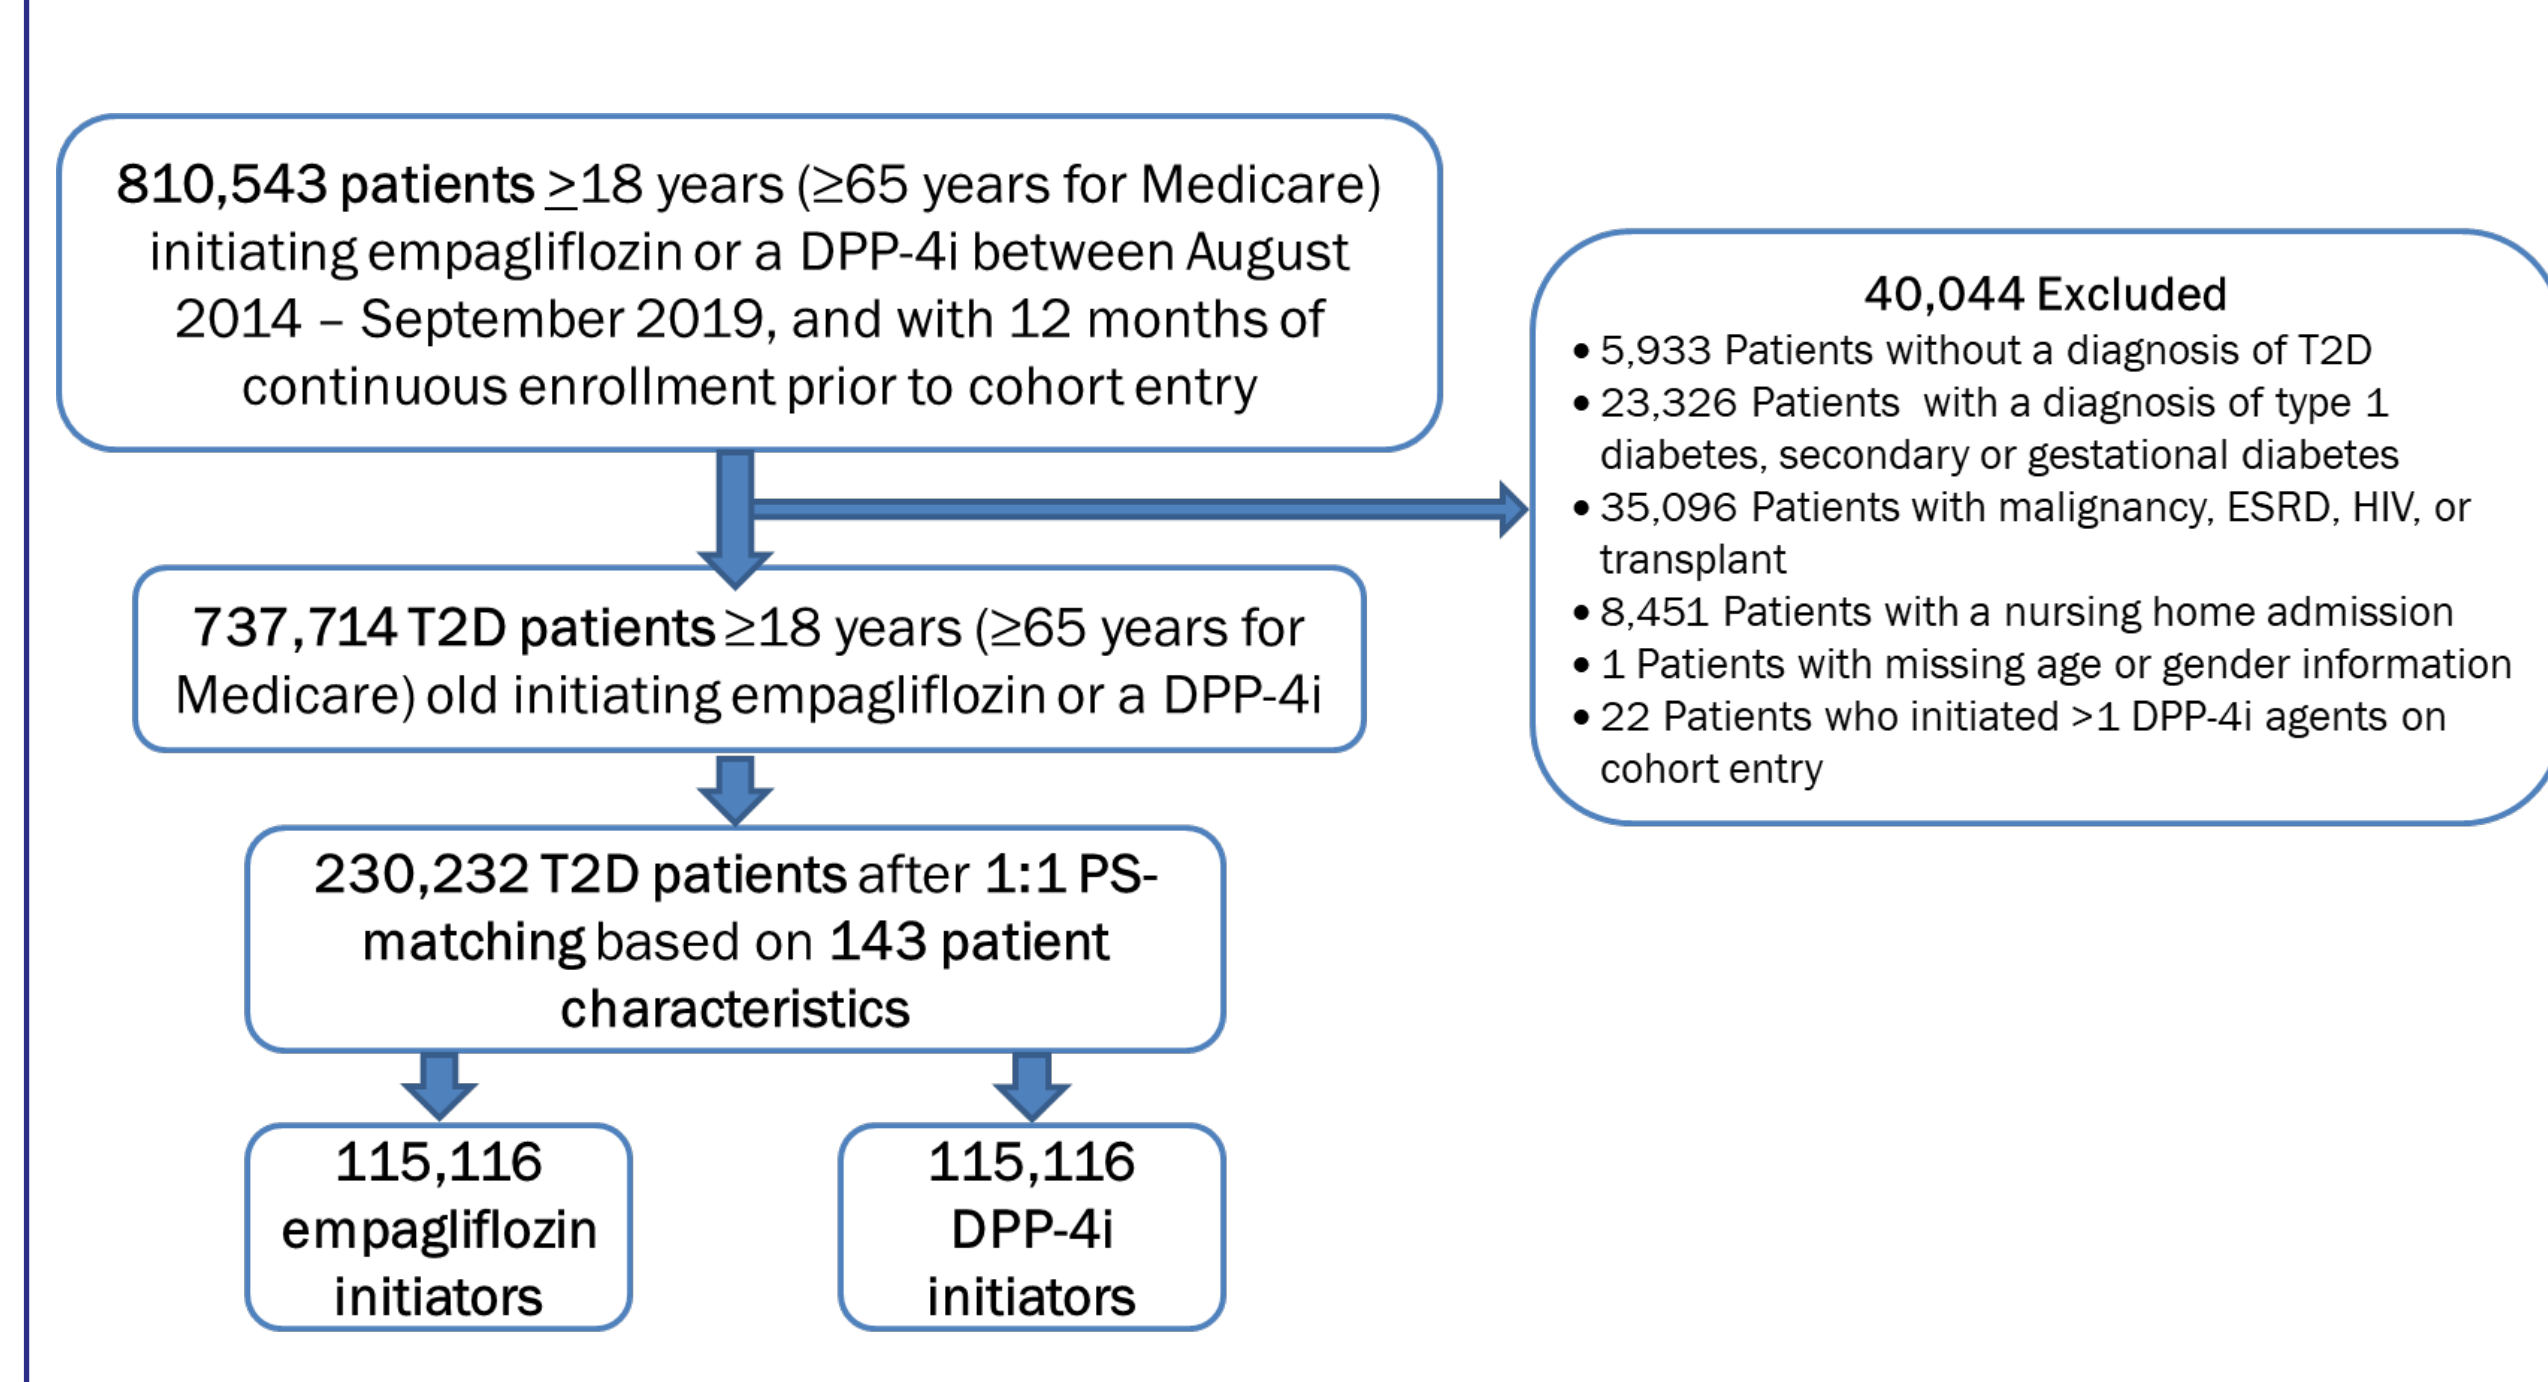 810,543 patients ≥18 years (≥65 years for Medicare)
initiating empagliflozin or a DPP-4i between August
2014 – September 2019, and with 12 months of
continuous enrollment prior to cohort entry
40,044 Excluded
• 5,933 Patients without a diagnosis of T2D
• 23,326 Patients  with a diagnosis of type 1
diabetes, secondary or gestational diabetes
• 35,096 Patients with malignancy, ESRD, HIV, or
transplant
• 8,451 Patients with a nursing home admission
• 1 Patients with missing age or gender information
• 22 Patients who initiated >1 DPP-4i agents on
cohort entry
737,714 T2D patients ≥18 years (≥65 years for
Medicare) old initiating empagliflozin or a DPP-4i
230,232 T2D patients after 1:1 PS-
matching based on 143 patient
characteristics
115,116
empagliflozin
initiators
115,116
DPP-4i
initiators